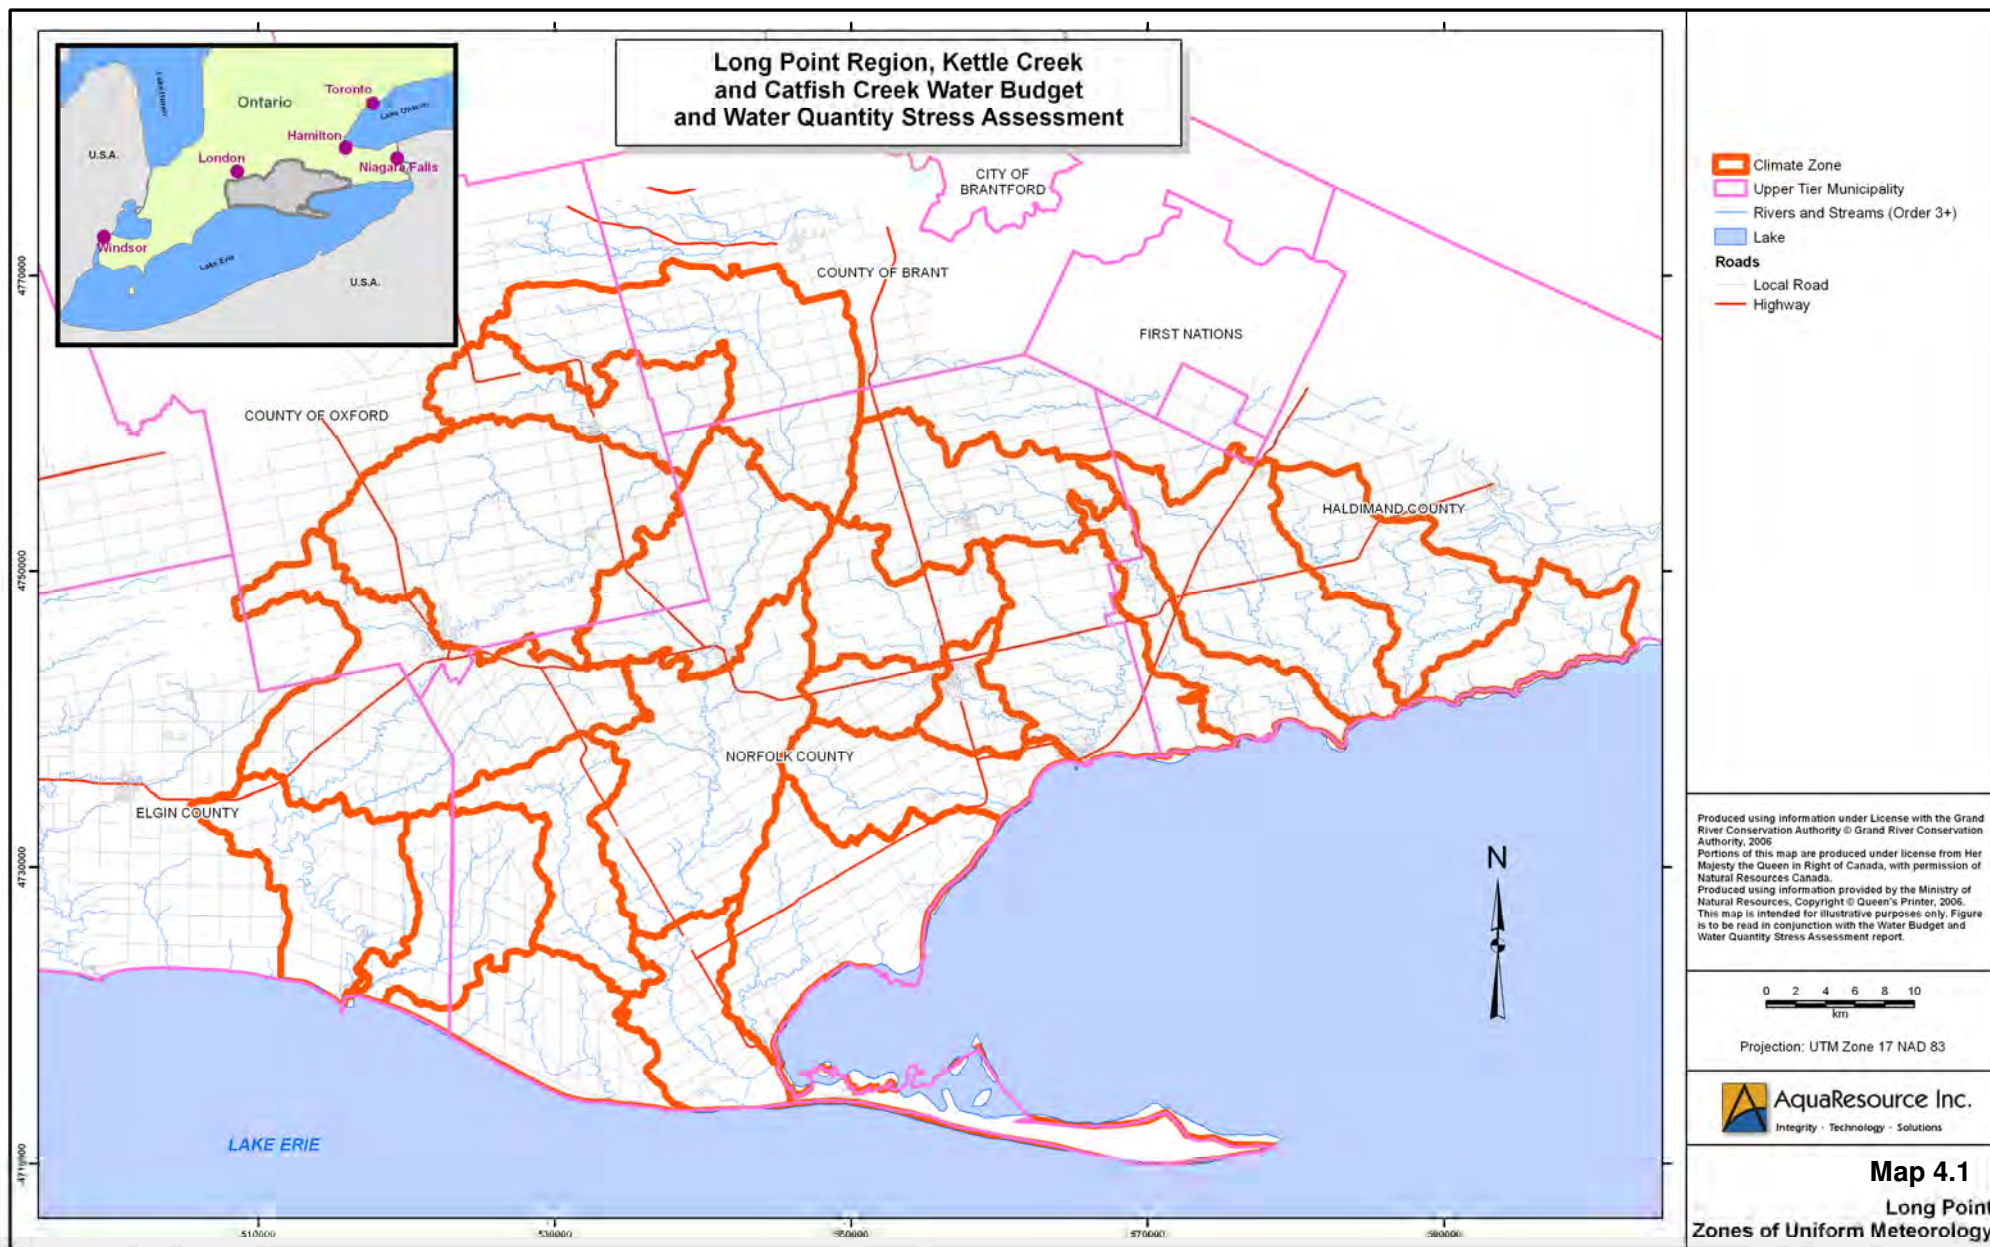 Long Point Region, Kettle Creek
and Catfish Creek Water Budget
and Water Quantity Stress Assessment
Ontario
Toronto
Lake Ontario
Hamilton
U.S.A.
London
Niagara Falls
Windsor
Lake Erie
U.S.A.
CITY OF
BRANTFORD
COUNTY OF BRANT
FIRST NATIONS
COUNTY OF OXFORD
HALDIMAND COUNTY
NORFOLK COUNTY
ELGIN COUNTY
LAKE ERIE
N
4770000
4750000
4730000
510000
530000
550000
570000
Climate Zone
Upper Tier Municipality
Rivers and Streams (Order 3+)
Lake
Roads
Local Road
Highway
Produced using information under License with the Grand
River Conservation Authority © Grand River Conservation
Authority, 2006
Portions of this map are produced under license from Her
Majesty the Queen in Right of Canada, with permission of
Natural Resources Canada.
Produced using information provided by the Ministry of
Natural Resources, Copyright © Queen's Printer, 2006.
This map is intended for illustrative purposes only. Figure
is to be read in conjunction with the Water Budget and
Water Quantity Stress Assessment report.
0 2 4 6 8 10
km
Projection: UTM Zone 17 NAD 83
AquaResource Inc.
Integrity · Technology · Solutions
Map 4.1
Long Point
Zones of Uniform Meteorology